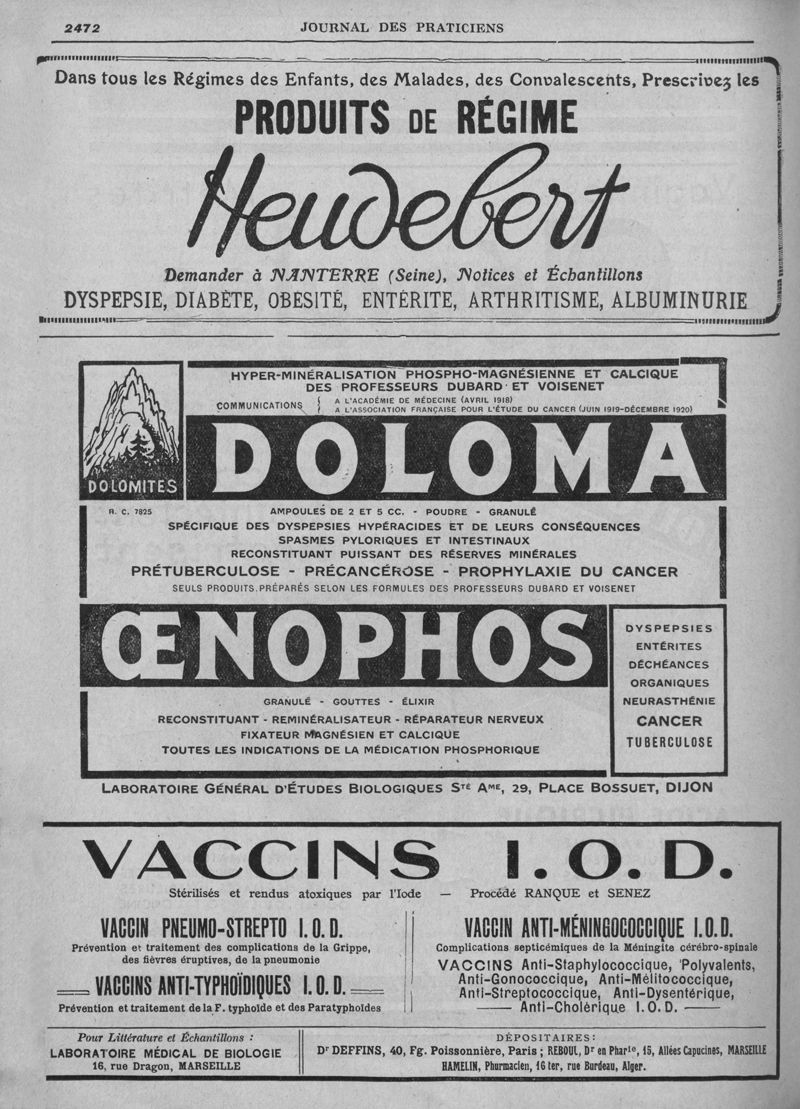 2472
JOURNAL DES PRATICIENS
Dans tous les Régimes des Enfants, des Malades, des Convalescents, Prescrivez les
PRODUITS DE RÉGIME
Heudebert
Demander à NANTERRE (Seine), Notices et Échantillons
DYSPEPSIE, DIABÈTE, OBÉSITÉ, ENTÉRITE, ARTHRITISME, ALBUMINURIE
DOLOMITES
HYPER-MINÉRALISATION PHOSPHO-MAGNÉSIENNE ET CALCIQUE
DES PROFESSEURS DUBARD ET VOISENET
COMMUNICATIONS
A L'ACADÉMIE DE MÉDECINE (AVRIL 1918)
A L'ASSOCIATION FRANÇAISE POUR L'ÉTUDE DU CANCER (JUIN 1919-DÉCEMBRE 1920)
DOLOMA
R. C. 7825
AMPOULES DE 2 ET 5 CC. - POUDRE - GRANULÉ
SPÉCIFIQUE DES DYSPEPSIES HYPÉRACIDES ET DE LEURS CONSÉQUENCES
SPASMES PYLORIQUES ET INTESTINAUX
RECONSTITUANT PUISSANT DES RÉSERVES MINÉRALES
PRÉTUBERCULOSE - PRÉCANCÉROSE - PROPHYLAXIE DU CANCER
SEULS PRODUITS PRÉPARÉS SELON LES FORMULES DES PROFESSEURS DUBARD ET VOISENET
ŒNOPHOS
GRANULÉ - GOUTTES - ÉLIXIR
RECONSTITUANT - REMINÉRALISATEUR - RÉPARATEUR NERVEUX
FIXATEUR MAGNÉSIEN ET CALCIQUE
TOUTES LES INDICATIONS DE LA MÉDICATION PHOSPHORIQUE
DYSPEPSIES
ENTÉRITES
DÉCHÉANCES
ORGANIQUES
NEURASTHÉNIE
CANCER
TUBERCULOSE
LABORATOIRE GÉNÉRAL D'ÉTUDES BIOLOGIQUES STÉ AME, 29, PLACE BOSSUET, DIJON
VACCINS I.O.D.
Stérilisés et rendus atoxiques par l'Iode — Procédé RANQUE et SENEZ
VACCIN PNEUMO-STREPTO I.O.D.
Prévention et traitement des complications de la Grippe,
des fièvres éruptives, de la pneumonie
VACCINS ANTI-TYPHOÏDIQUES I.O.D.
Prévention et traitement de la F. typhoïde et des Paratyphoïdes
VACCIN ANTI-MÉNINGOCOCCIQUE I.O.D.
Complications septicémiques de la Méningite cérébro-spinale
VACCINS Anti-Staphylococcique, Polyvalents,
Anti-Gonococcique, Anti-Mélitococcique,
Anti-Streptococcique, Anti-Dysentérique,
Anti-Cholérique I.O.D.
Pour Littérature et Échantillons :
LABORATOIRE MÉDICAL DE BIOLOGIE
16, rue Dragon, MARSEILLE
DÉPOSITAIRES:
Dr DEFFINS, 40, Fg. Poissonnière, Paris ; REBOUL, Dr en Pharie, 15, Allées Capucines, MARSEILLE
HAMELIN, Pharmacien, 16 ter, rue Burdeau, Alger.